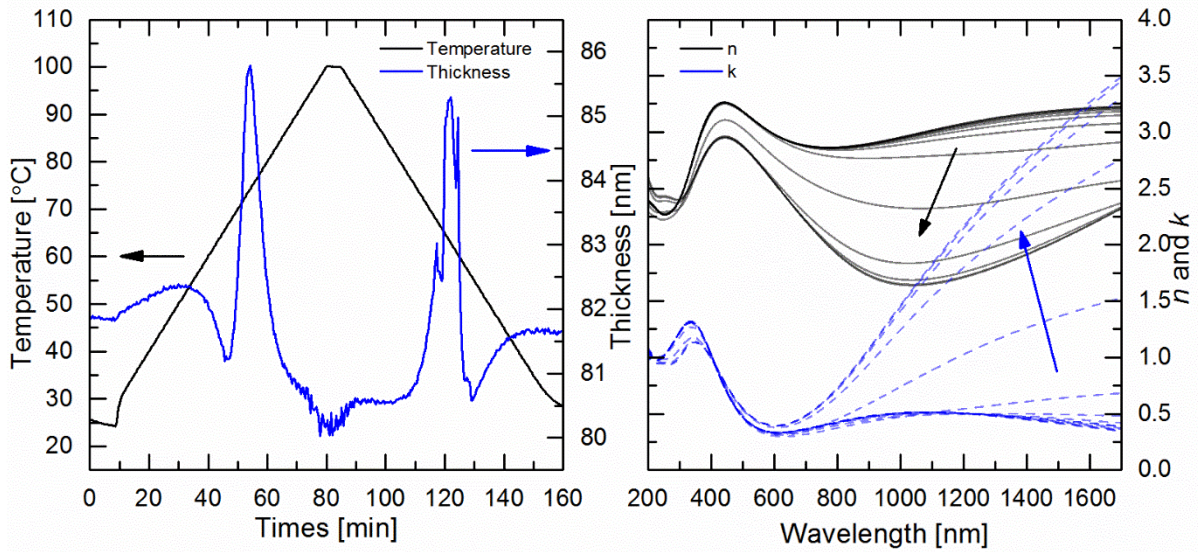 Temperature
Thickness
Temperature [°C]
110
100
90
80
70
60
50
40
30
20
0 20 40 60 80 100 120 140 160
Times [min]
86
85
84
83
82
81
80
Thickness [nm]
n
k
200 400 600 800 1000 1200 1400 1600
Wavelength [nm]
4.0
3.5
3.0
2.5
2.0
1.5
1.0
0.5
0.0
n and k